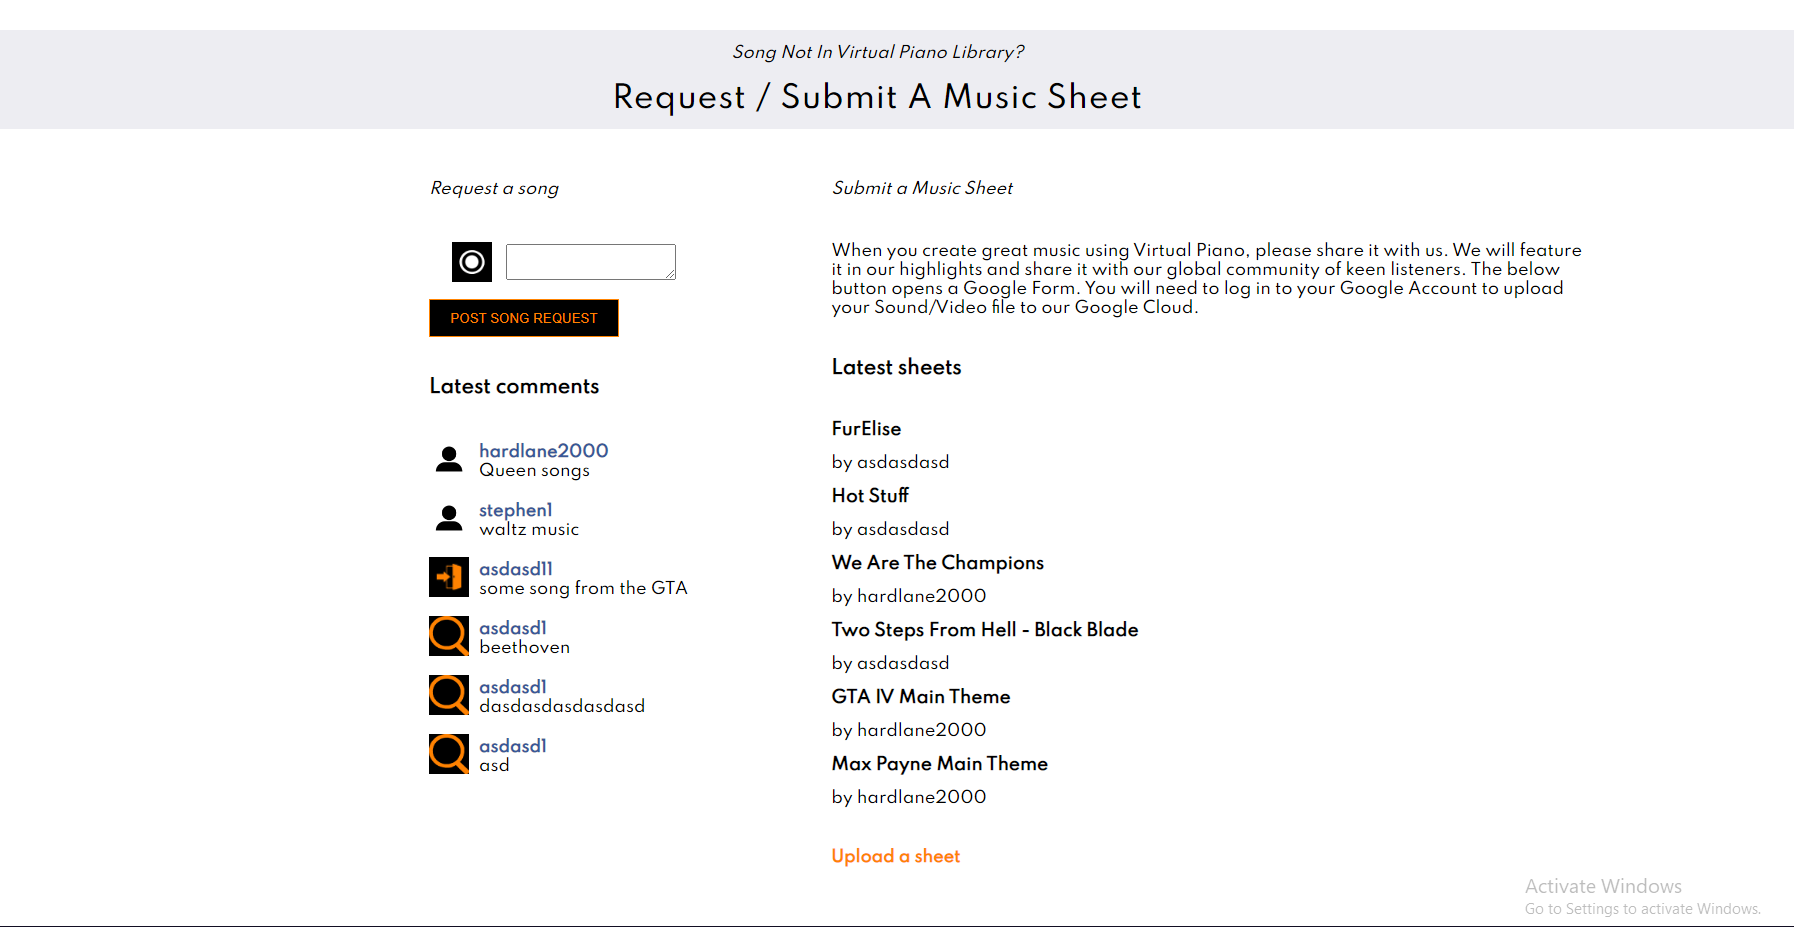 Song Not In Virtual Piano Library?
Request / Submit A Music Sheet
Request a song
POST SONG REQUEST
Latest comments
hardlane2000
Queen songs
stephen1
waltz music
asdasd11
some song from the GTA
asdasd1
beethoven
asdasd1
dasdasdasdasdasd
asdasd1
asd
Submit a Music Sheet
When you create great music using Virtual Piano, please share it with us. We will feature
it in our highlights and share it with our global community of keen listeners. The below
button opens a Google Form. You will need to log in to your Google Account to upload
your Sound/Video file to our Google Cloud.
Latest sheets
FurElise
by asdasdasd
Hot Stuff
by asdasdasd
We Are The Champions
by hardlane2000
Two Steps From Hell - Black Blade
by asdasdasd
GTA IV Main Theme
by hardlane2000
Max Payne Main Theme
by hardlane2000
Upload a sheet
Activate Windows
Go to Settings to activate Windows.